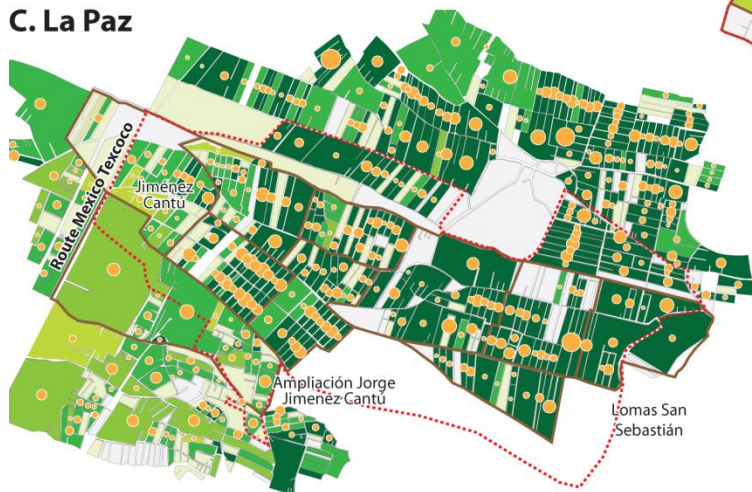 C. La Paz
Route Mexico Texcoco
Jiménez
Cantú
Ampliación Jorge
Jimenez Cantú
Lomas San
Sebastián